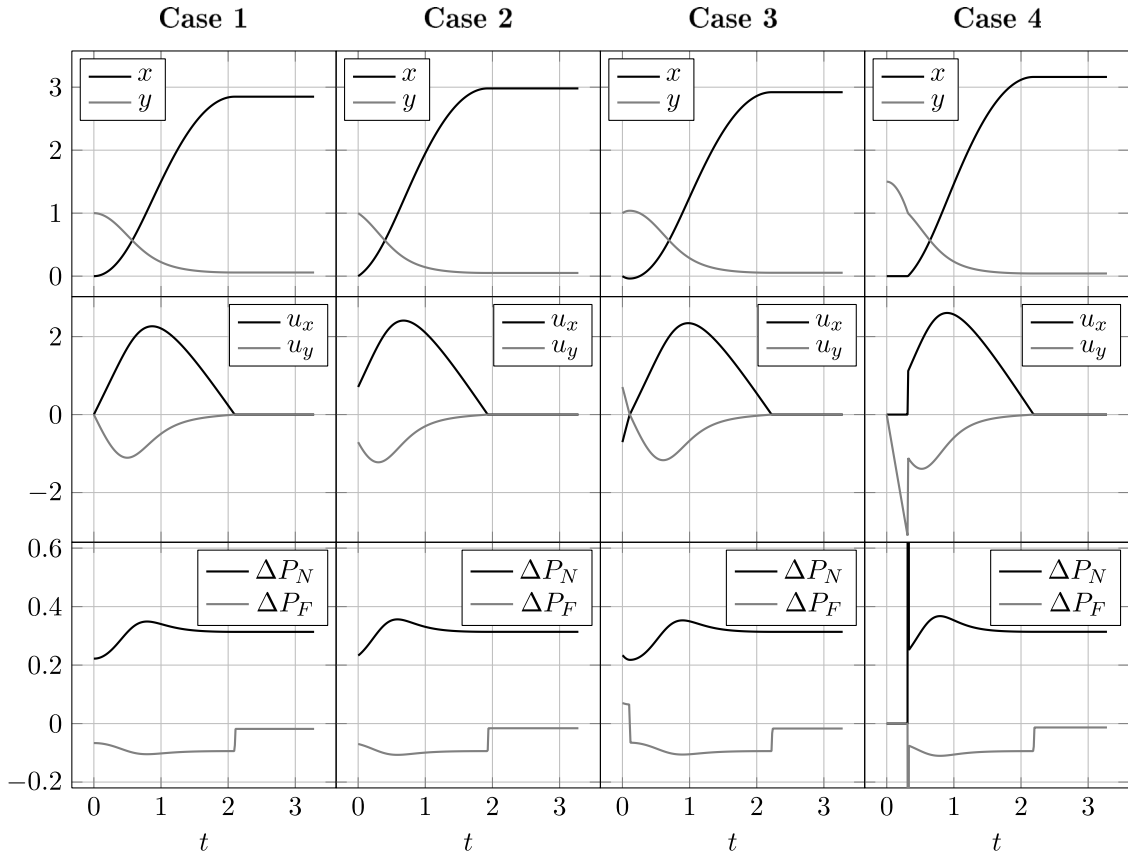 Case 1 Case 2 Case 3 Case 4
3
2
1
0
x
y
x
y
x
y
x
y
2
0
−2
u_x
u_y
u_x
u_y
u_x
u_y
u_x
u_y
0.6
0.4
0.2
0
−0.2
ΔP_N
ΔP_F
ΔP_N
ΔP_F
ΔP_N
ΔP_F
ΔP_N
ΔP_F
0 1 2 3 0 1 2 3 0 1 2 3 0 1 2 3
t t t t